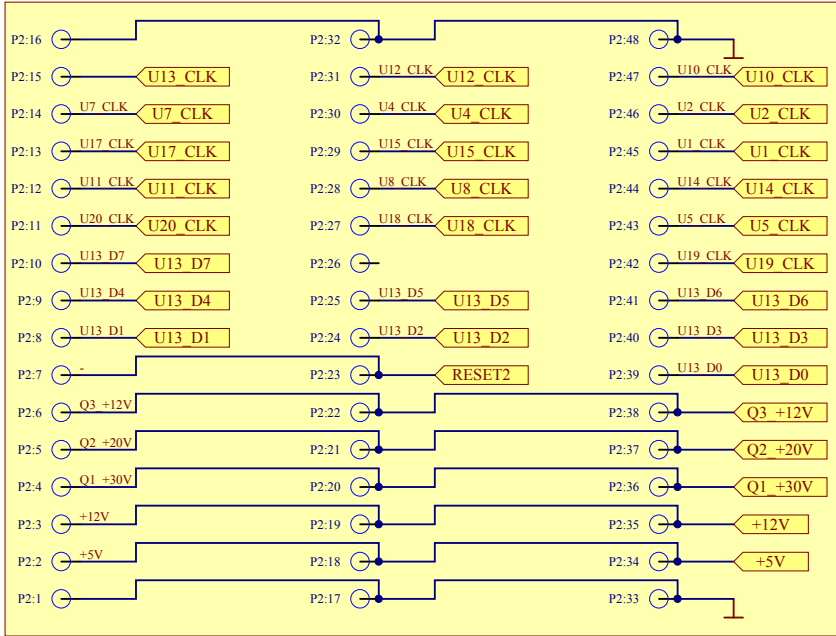 P2:16 P2:32 P2:48
P2:15 U13_CLK P2:31 U12_CLK U12_CLK P2:47 U10_CLK U10_CLK
P2:14 U7_CLK U7_CLK P2:30 U4_CLK U4_CLK P2:46 U2_CLK U2_CLK
P2:13 U17_CLK U17_CLK P2:29 U15_CLK U15_CLK P2:45 U1_CLK U1_CLK
P2:12 U11_CLK U11_CLK P2:28 U8_CLK U8_CLK P2:44 U14_CLK U14_CLK
P2:11 U20_CLK U20_CLK P2:27 U18_CLK U18_CLK P2:43 U5_CLK U5_CLK
P2:10 U13_D7 U13_D7 P2:26 P2:42 U19_CLK U19_CLK
P2:9 U13_D4 U13_D4 P2:25 U13_D5 U13_D5 P2:41 U13_D6 U13_D6
P2:8 U13_D1 U13_D1 P2:24 U13_D2 U13_D2 P2:40 U13_D3 U13_D3
P2:7 - P2:23 RESET2 P2:39 U13_D0 U13_D0
P2:6 Q3_+12V P2:22 P2:38 Q3_+12V
P2:5 Q2_+20V P2:21 P2:37 Q2_+20V
P2:4 Q1_+30V P2:20 P2:36 Q1_+30V
P2:3 +12V P2:19 P2:35 +12V
P2:2 +5V P2:18 P2:34 +5V
P2:1 P2:17 P2:33